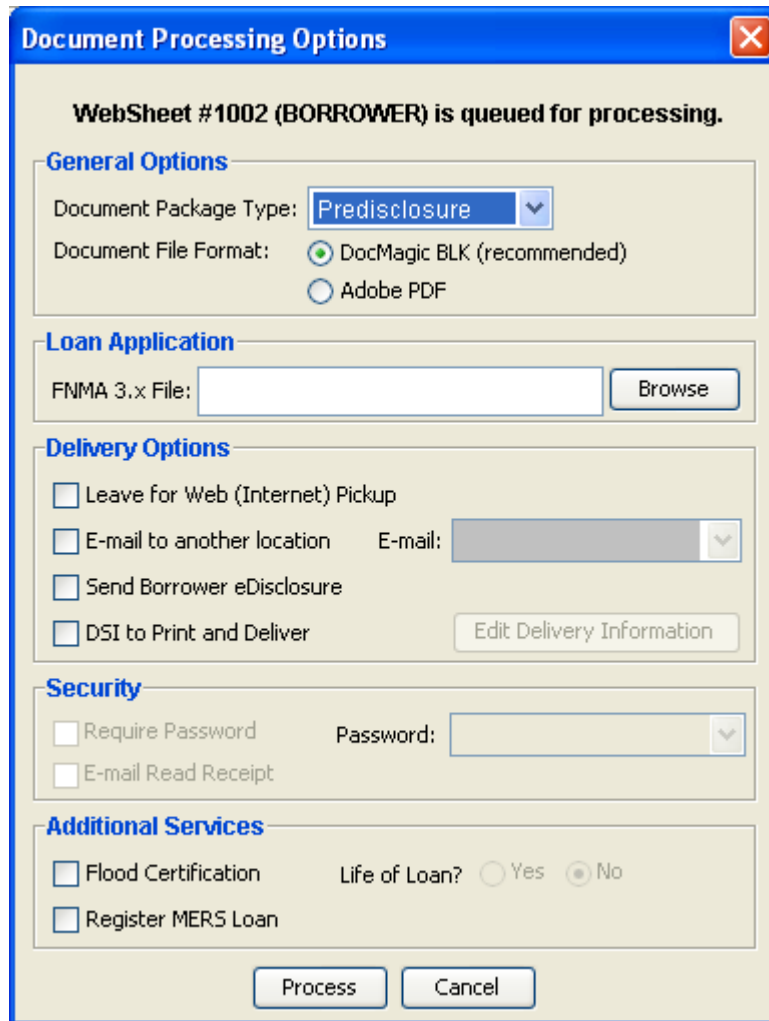 Document Processing Options
WebSheet #1002 (BORROWER) is queued for processing.
General Options
Document Package Type: Predisclosure
Document File Format: DocMagic BLK (recommended)
Adobe PDF
Loan Application
FNMA 3.x File: Browse
Delivery Options
Leave for Web (Internet) Pickup
E-mail to another location E-mail:
Send Borrower eDisclosure
DSI to Print and Deliver Edit Delivery Information
Security
Require Password Password:
E-mail Read Receipt
Additional Services
Flood Certification Life of Loan? Yes No
Register MERS Loan
Process Cancel